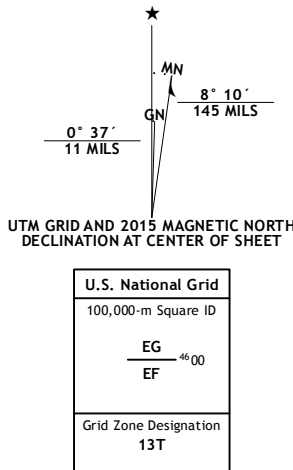 ★
MN
8° 10´
145 MILS
GN
0° 37´
11 MILS
UTM GRID AND 2015 MAGNETIC NORTH
DECLINATION AT CENTER OF SHEET
U.S. National Grid
100,000-m Square ID
EG
4600
EF
Grid Zone Designation
13T